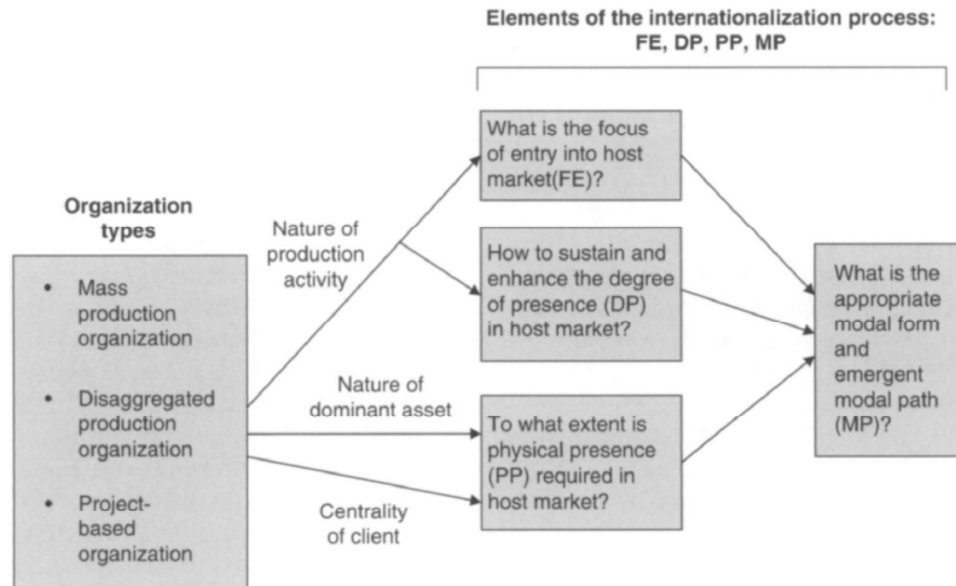 Elements of the internationalization process:
FE, DP, PP, MP
What is the focus
of entry into host
market(FE)?
Organization
types
Nature of
production
activity
How to sustain and
enhance the degree
of presence (DP)
in host market?
What is the
appropriate
modal form
and
emergent
modal path
(MP)?
• Mass
production
organization
• Disaggregated
production
organization
• Project-
based
organization
Nature of
dominant asset
To what extent is
physical presence
(PP) required in
host market?
Centrality
of client